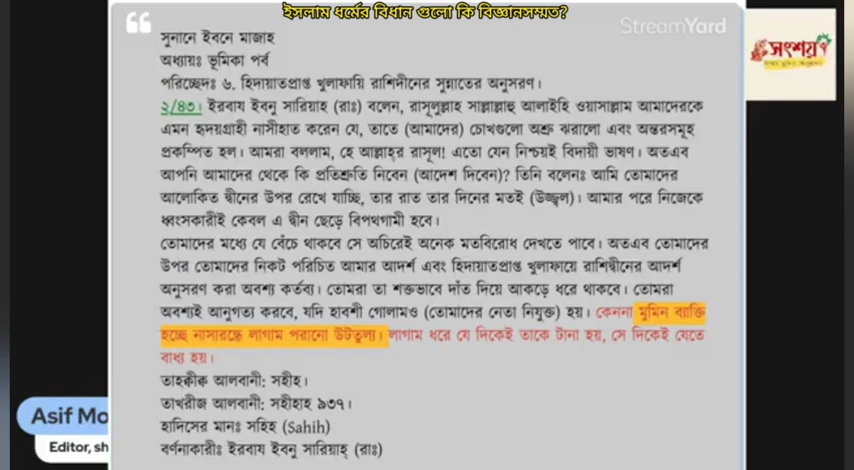 ইসলাম ধর্মের বিধান গুলো কি বিজ্ঞানসম্মত?
StreamYard
সংশয়
সুনানে ইবনে মাজাহ
অধ্যায়ঃ ভূমিকা পর্ব
পরিচ্ছেদঃ ৬. হিদায়াতপ্রাপ্ত খুলাফায়ি রাশিদীনের সুন্নাতের অনুসরণ।
২/৪৩। ইরবায ইবনু সারিয়াহ (রাঃ) বলেন, রাসূলুল্লাহ সাল্লাল্লাহু আলাইহি ওয়াসাল্লাম আমাদেরকে
এমন হৃদয়গ্রাহী নাসীহাত করেন যে, তাতে (আমাদের) চোখগুলো অশ্রু ঝরালো এবং অন্তরসমূহ
প্রকম্পিত হল। আমরা বললাম, হে আল্লাহ্‌র রাসূল! এতো যেন নিশ্চয়ই বিদায়ী ভাষণ। অতএব
আপনি আমাদের থেকে কি প্রতিশ্রুতি নিবেন (আদেশ দিবেন)? তিনি বলেনঃ আমি তোমাদের
আলোকিত দ্বীনের উপর রেখে যাচ্ছি, তার রাত তার দিনের মতই (উজ্জ্বল)। আমার পরে নিজেকে
ধ্বংসকারীই কেবল এ দ্বীন ছেড়ে বিপথগামী হবে।
তোমাদের মধ্যে যে বেঁচে থাকবে সে অচিরেই অনেক মতবিরোধ দেখতে পাবে। অতএব তোমাদের
উপর তোমাদের নিকট পরিচিত আমার আদর্শ এবং হিদায়াতপ্রাপ্ত খুলাফায়ে রাশিদ্বীনের আদর্শ
অনুসরণ করা অবশ্য কর্তব্য। তোমরা তা শক্তভাবে দাঁত দিয়ে আকড়ে ধরে থাকবে। তোমরা
অবশ্যই আনুগত্য করবে, যদি হাবশী গোলামও (তোমাদের নেতা নিযুক্ত) হয়। কেননা মুমিন ব্যাক্তি
হচ্ছে নাসারন্ধ্রে লাগাম পরানো উটতুল্য। লাগাম ধরে যে দিকেই তাকে টানা হয়, সে দিকেই যেতে
বাধ্য হয়।
তাহক্বীক্ব আলবানী: সহীহ।
তাখরীজ আলবানী: সহীহাহ ৯৩৭।
হাদিসের মানঃ সহিহ (Sahih)
বর্ণনাকারীঃ ইরবায ইবনু সারিয়াহ্ (রাঃ)
Asif Mo
Editor, sh